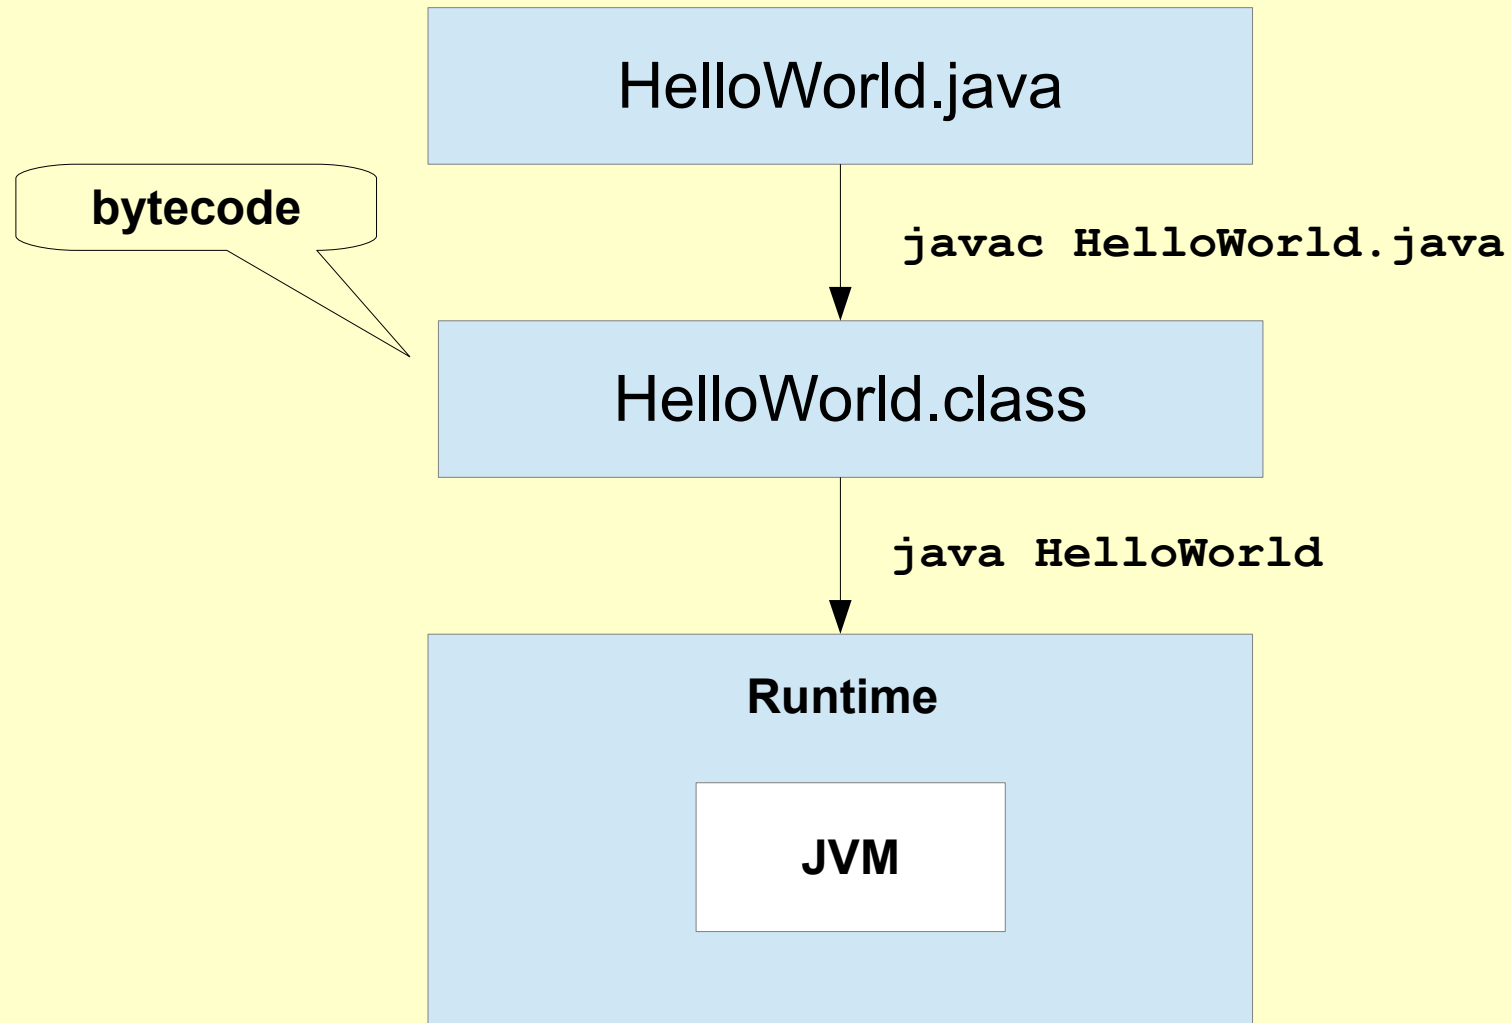 HelloWorld.java
bytecode
javac HelloWorld.java
HelloWorld.class
java HelloWorld
Runtime
JVM